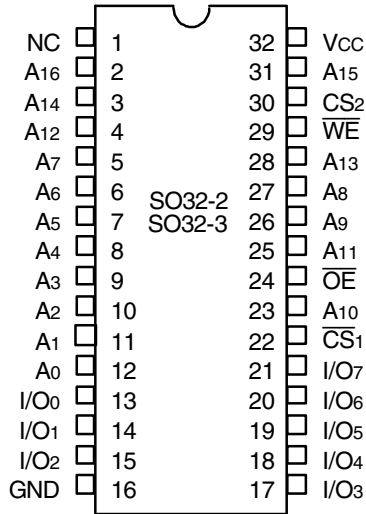 NC 1 32 VCC
A16 2 31 A15
A14 3 30 CS2
A12 4 29 W̅E̅
A7 5 28 A13
A6 6 27 A8
SO32-2
A5 7 26 A9
SO32-3
A4 8 25 A11
A3 9 24 O̅E̅
A2 10 23 A10
A1 11 22 C̅S̅1
A0 12 21 I/O7
I/O0 13 20 I/O6
I/O1 14 19 I/O5
I/O2 15 18 I/O4
GND 16 17 I/O3